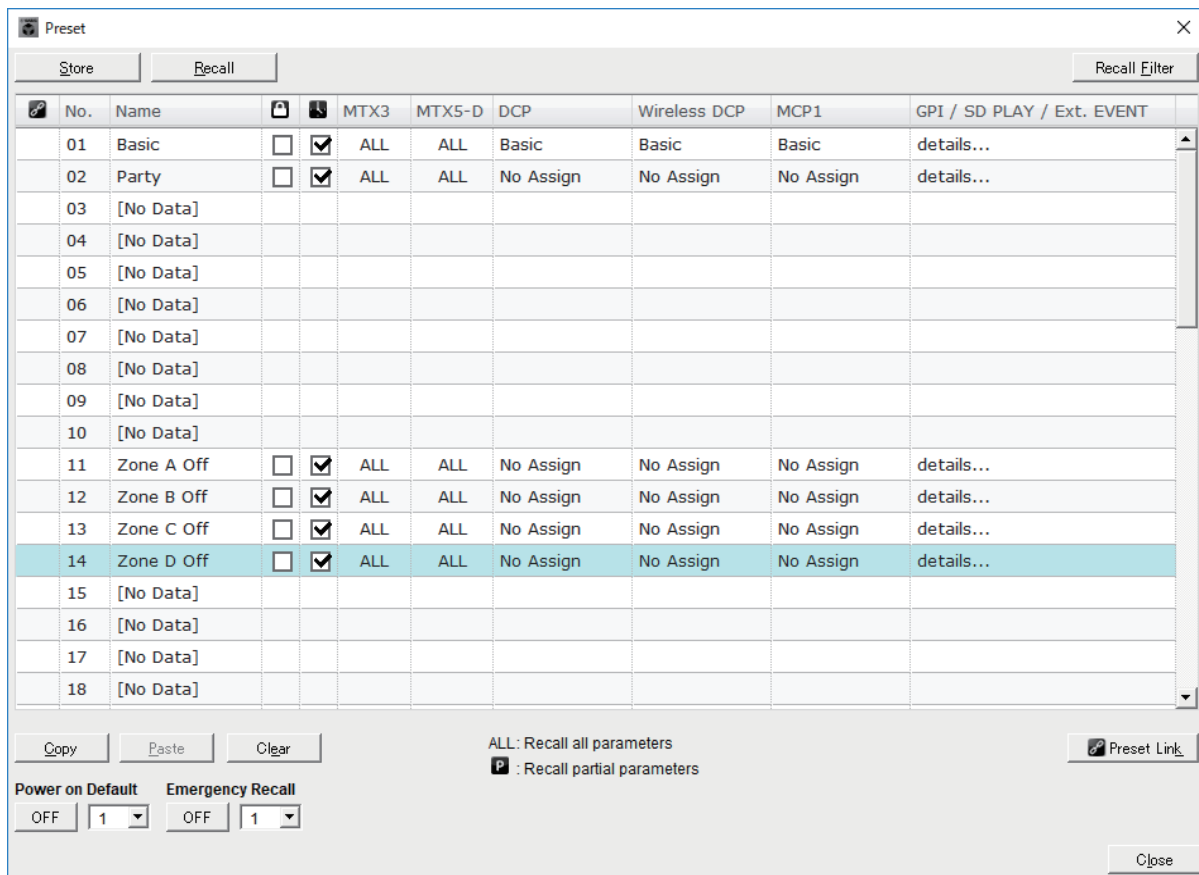 Preset
Store Recall Recall Filter
No. Name MTX3 MTX5-D DCP Wireless DCP MCP1 GPI / SD PLAY / Ext. EVENT
01 Basic ALL ALL Basic Basic Basic details...
02 Party ALL ALL No Assign No Assign No Assign details...
03 [No Data]
04 [No Data]
05 [No Data]
06 [No Data]
07 [No Data]
08 [No Data]
09 [No Data]
10 [No Data]
11 Zone A Off ALL ALL No Assign No Assign No Assign details...
12 Zone B Off ALL ALL No Assign No Assign No Assign details...
13 Zone C Off ALL ALL No Assign No Assign No Assign details...
14 Zone D Off ALL ALL No Assign No Assign No Assign details...
15 [No Data]
16 [No Data]
17 [No Data]
18 [No Data]
Copy Paste Clear ALL: Recall all parameters Preset Link
P : Recall partial parameters
Power on Default Emergency Recall
OFF 1 OFF 1
Close